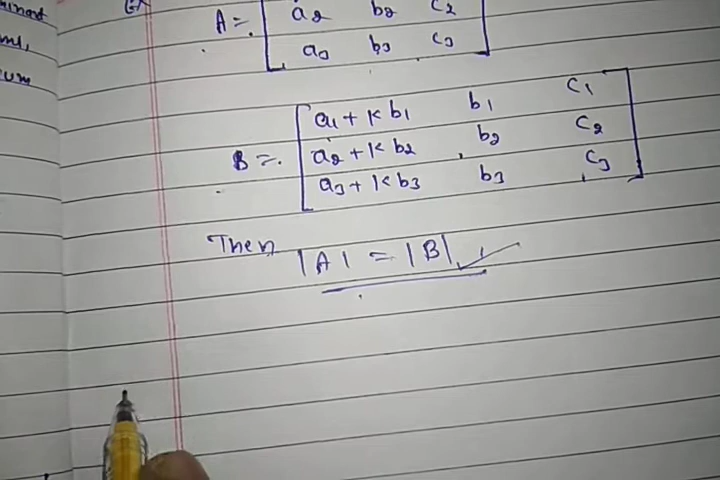 A = a2 b2 c2
a3 b3 c3
a1 + K b1 b1 c1
B = a2 + K b2 , b2 c2
a3 + K b3 b3 c3
Then |A| = |B|